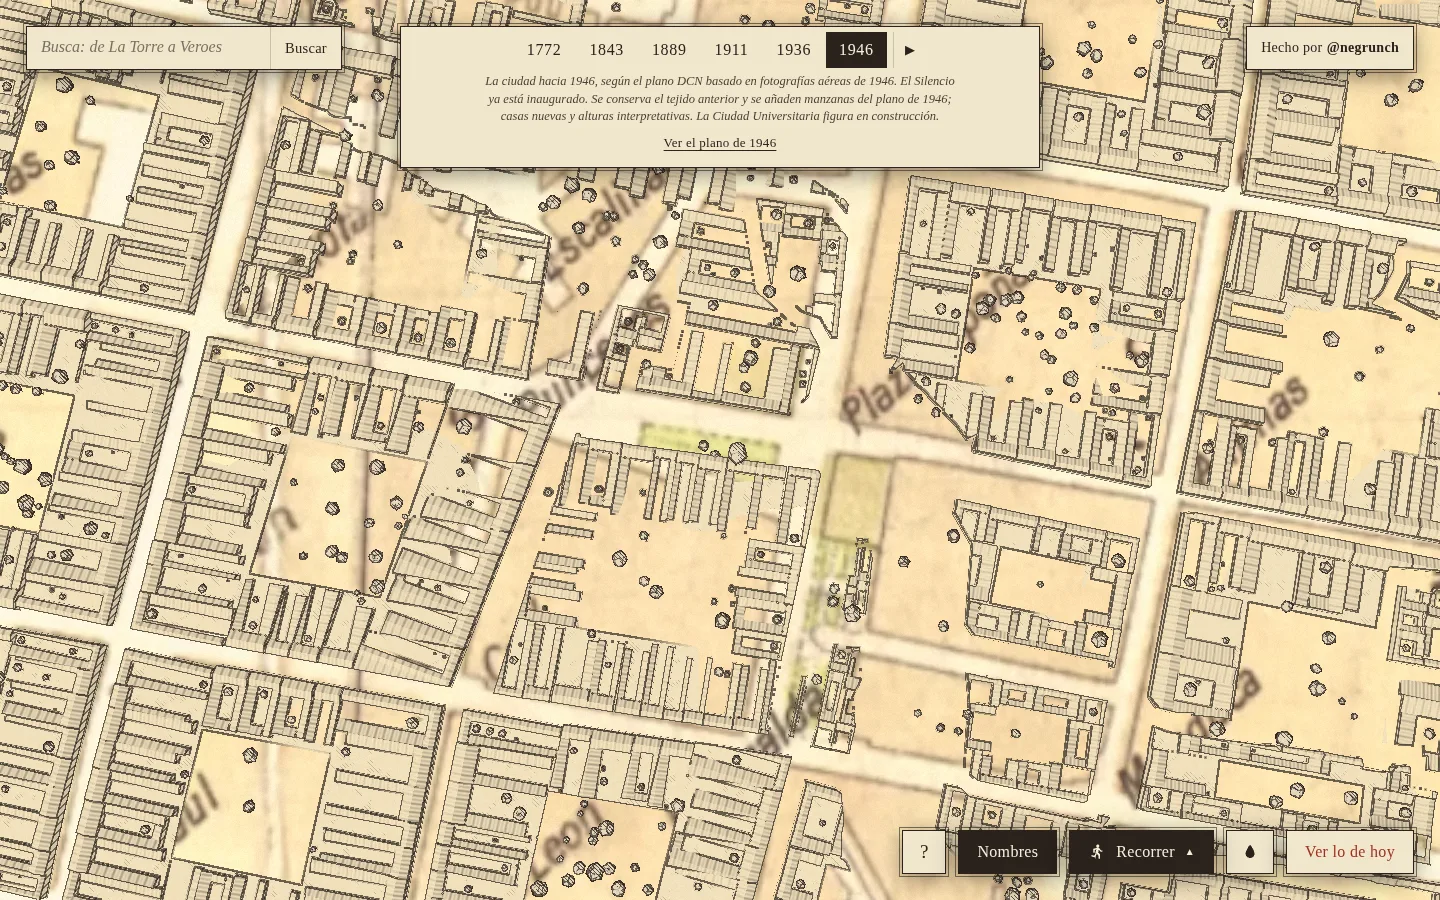 Busca: de La Torre a Veroes
Buscar
1772 1843 1889 1911 1936 1946 ▶
La ciudad hacia 1946, según el plano DCN basado en fotografías aéreas de 1946. El Silencio
ya está inaugurado. Se conserva el tejido anterior y se añaden manzanas del plano de 1946;
casas nuevas y alturas interpretativas. La Ciudad Universitaria figura en construcción.
Ver el plano de 1946
Hecho por @negrunch
?
Nombres
Recorrer ▲
Ver lo de hoy